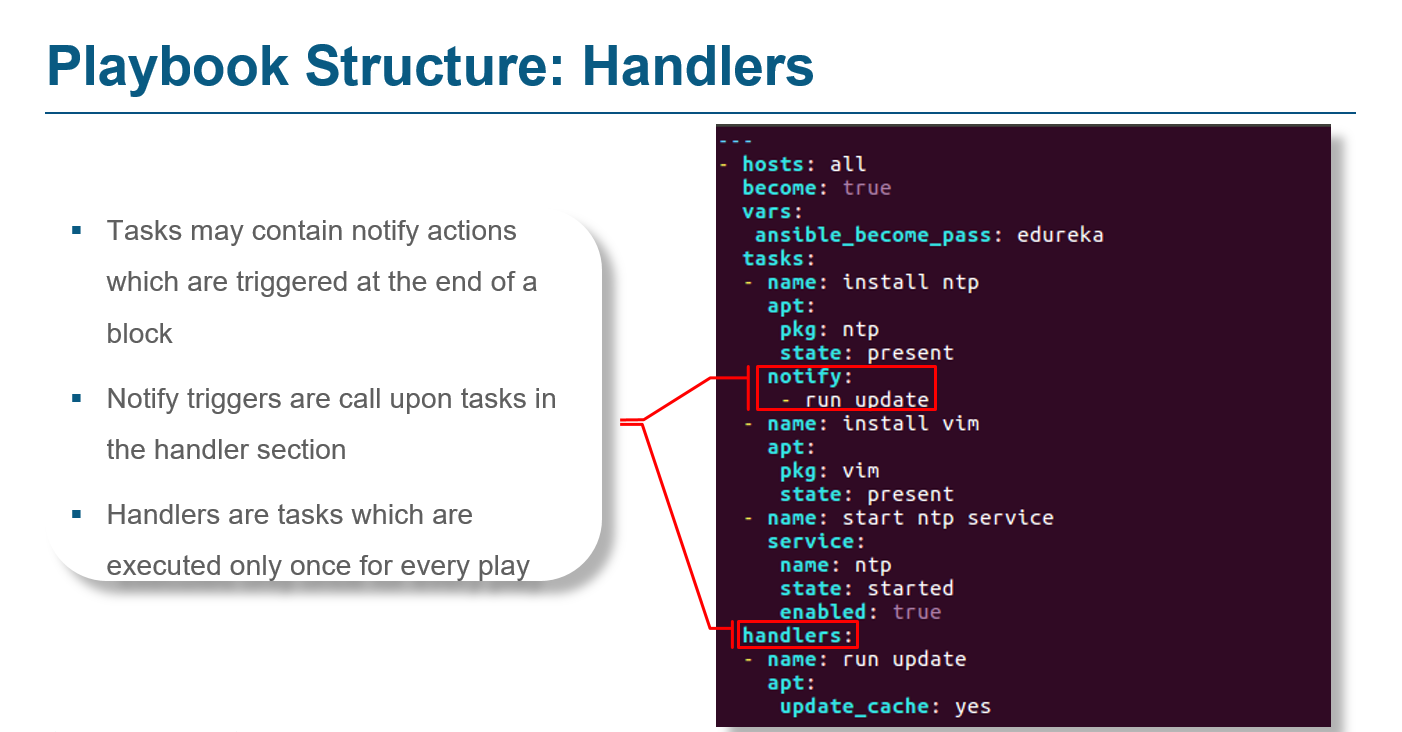 Playbook Structure: Handlers
▪ Tasks may contain notify actions
which are triggered at the end of a
block
▪ Notify triggers are call upon tasks in
the handler section
▪ Handlers are tasks which are
executed only once for every play
---
- hosts: all
  become: true
  vars:
   ansible_become_pass: edureka
  tasks:
  - name: install ntp
    apt:
     pkg: ntp
     state: present
    notify:
     - run update
  - name: install vim
    apt:
     pkg: vim
     state: present
  - name: start ntp service
    service:
     name: ntp
     state: started
     enabled: true
  handlers:
  - name: run update
    apt:
     update_cache: yes